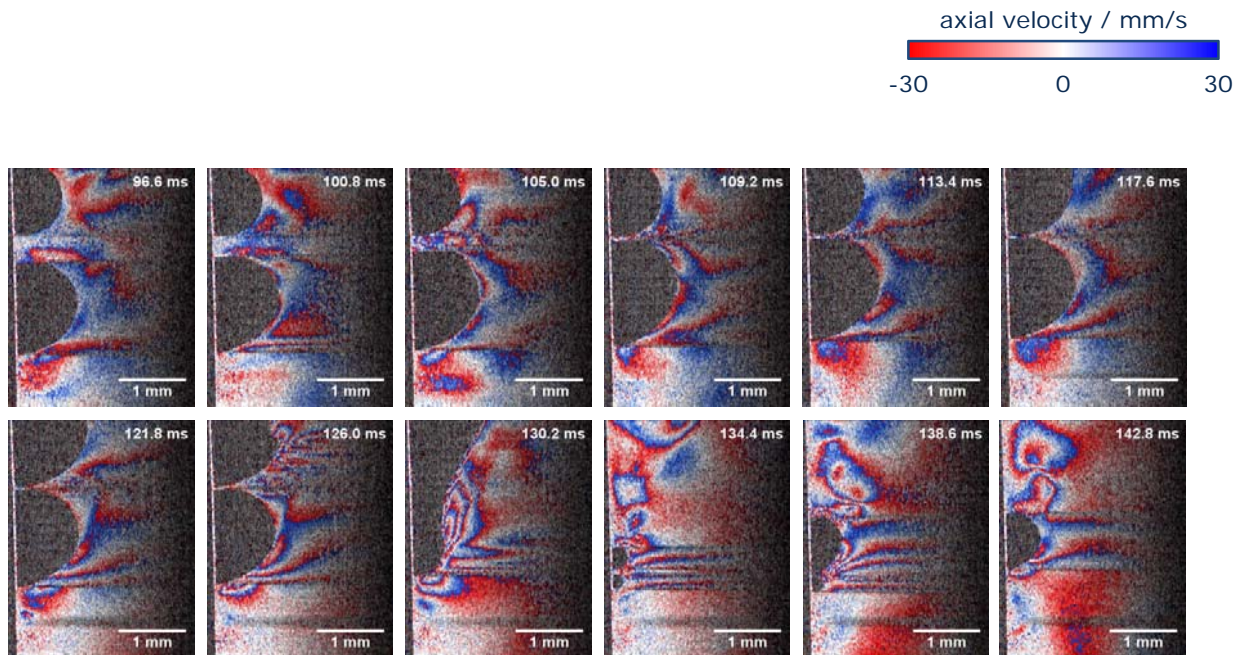 axial velocity / mm/s
-30 0 30
96.6 ms 100.8 ms 105.0 ms 109.2 ms 113.4 ms 117.6 ms
1 mm 1 mm 1 mm 1 mm 1 mm 1 mm
121.8 ms 126.0 ms 130.2 ms 134.4 ms 138.6 ms 142.8 ms
1 mm 1 mm 1 mm 1 mm 1 mm 1 mm